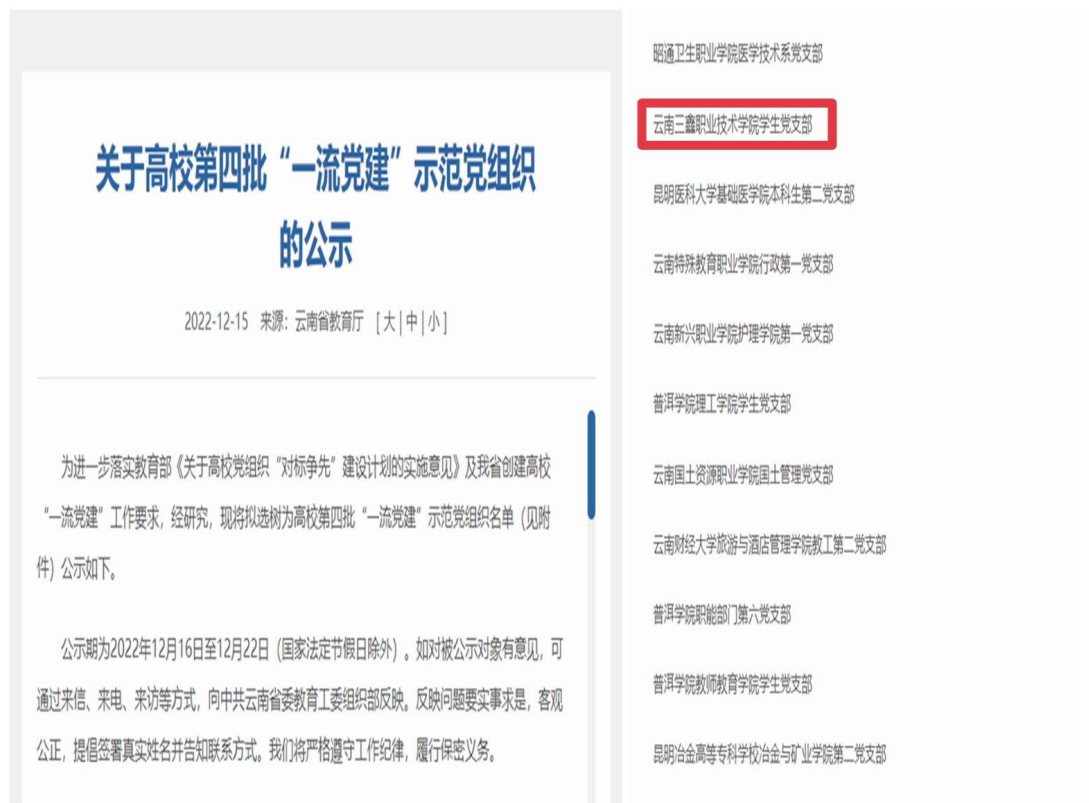 关于高校第四批“一流党建”示范党组织
的公示
2022-12-15 来源：云南省教育厅 [ 大 | 中 | 小 ]
为进一步落实教育部《关于高校党组织“对标争先”建设计划的实施意见》及我省创建高校
“一流党建”工作要求，经研究，现将拟选树为高校第四批“一流党建”示范党组织名单（见附
件）公示如下。
公示期为2022年12月16日至12月22日（国家法定节假日除外）。如对被公示对象有意见，可
通过来信、来电、来访等方式，向中共云南省委教育工委组织部反映。反映问题要实事求是，客观
公正，提倡签署真实姓名并告知联系方式。我们将严格遵守工作纪律，履行保密义务。
昭通卫生职业学院医学技术系党支部
云南三鑫职业技术学院学生党支部
昆明医科大学基础医学院本科生第二党支部
云南特殊教育职业学院行政第一党支部
云南新兴职业学院护理学院第一党支部
普洱学院理工学院学生党支部
云南国土资源职业学院国土管理党支部
云南财经大学旅游与酒店管理学院教工第二党支部
普洱学院职能部门第六党支部
普洱学院教师教育学院学生党支部
昆明冶金高等专科学校冶金与矿业学院第二党支部